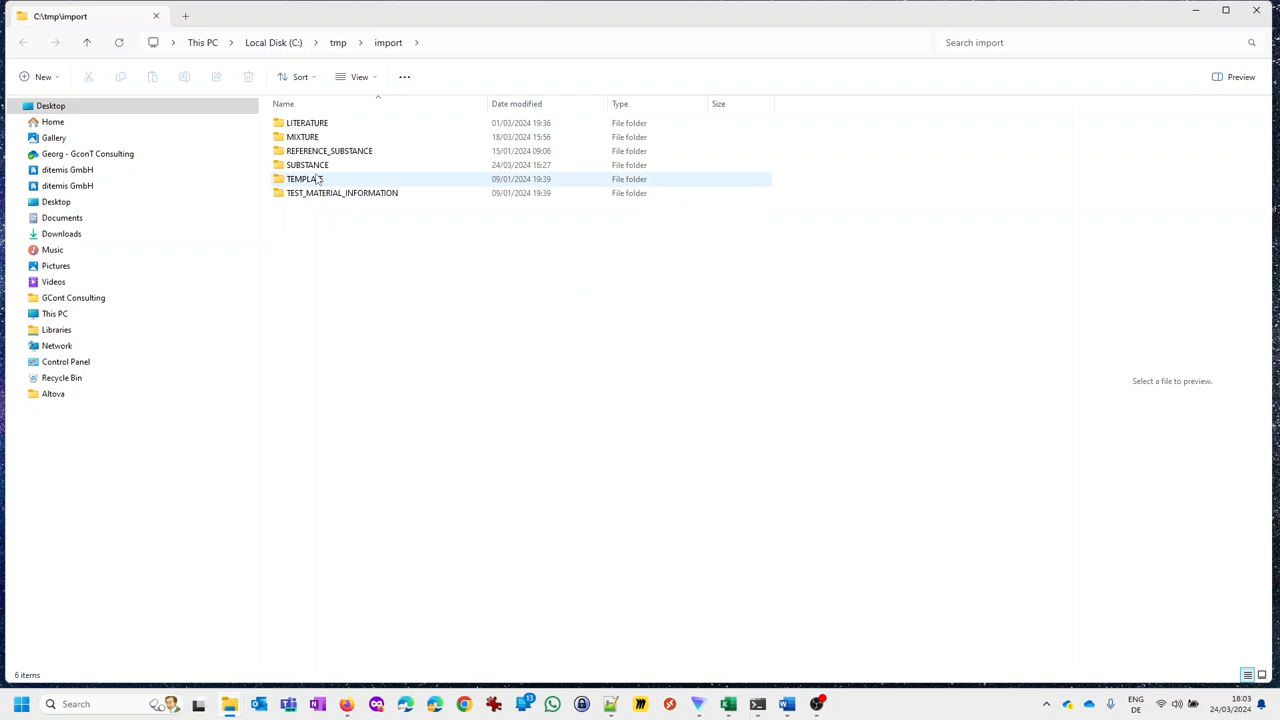 C:\tmp\import
This PC > Local Disk (C:) > tmp > import >
Search import
New
Sort
View
Preview
Name
Date modified
Type
Size
LITERATURE 01/03/2024 19:36 File folder
MIXTURE 18/03/2024 15:56 File folder
REFERENCE_SUBSTANCE 15/01/2024 09:06 File folder
SUBSTANCE 24/03/2024 16:27 File folder
TEMPLATE 09/01/2024 19:39 File folder
TEST_MATERIAL_INFORMATION 09/01/2024 19:39 File folder
Desktop
Home
Gallery
Georg - GconT Consulting
ditemis GmbH
ditemis GmbH
Desktop
Documents
Downloads
Music
Pictures
Videos
GCont Consulting
This PC
Libraries
Network
Control Panel
Recycle Bin
Altova
Select a file to preview.
6 items
Search
13
ENG
DE
18:03
24/03/2024